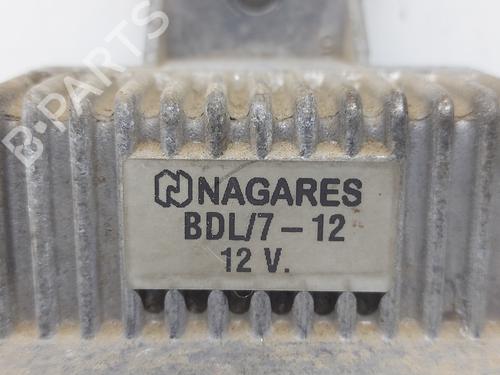 B-PARTS
NAGARES
BDL/7-12
12 V.